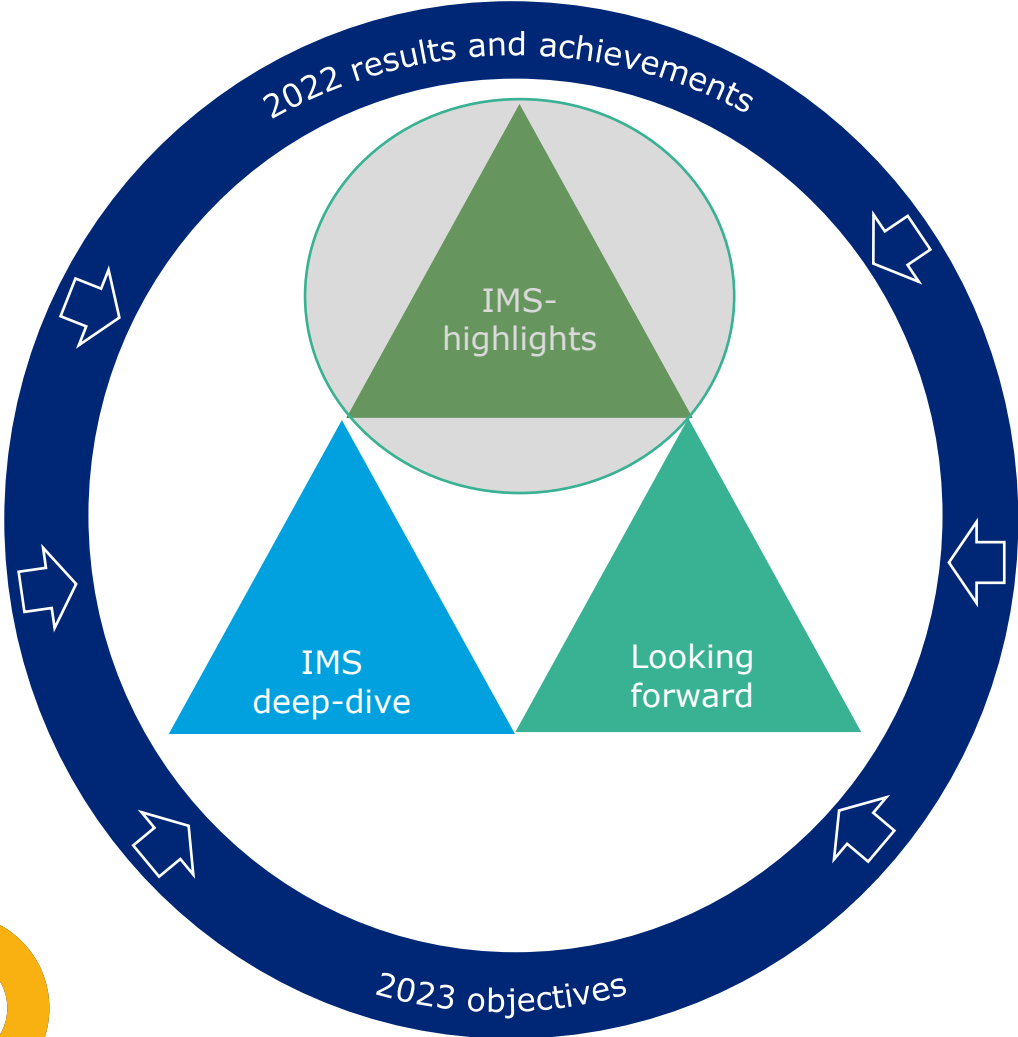 2022 results and achievements
IMS-
highlights
IMS
deep-dive
Looking
forward
2023 objectives